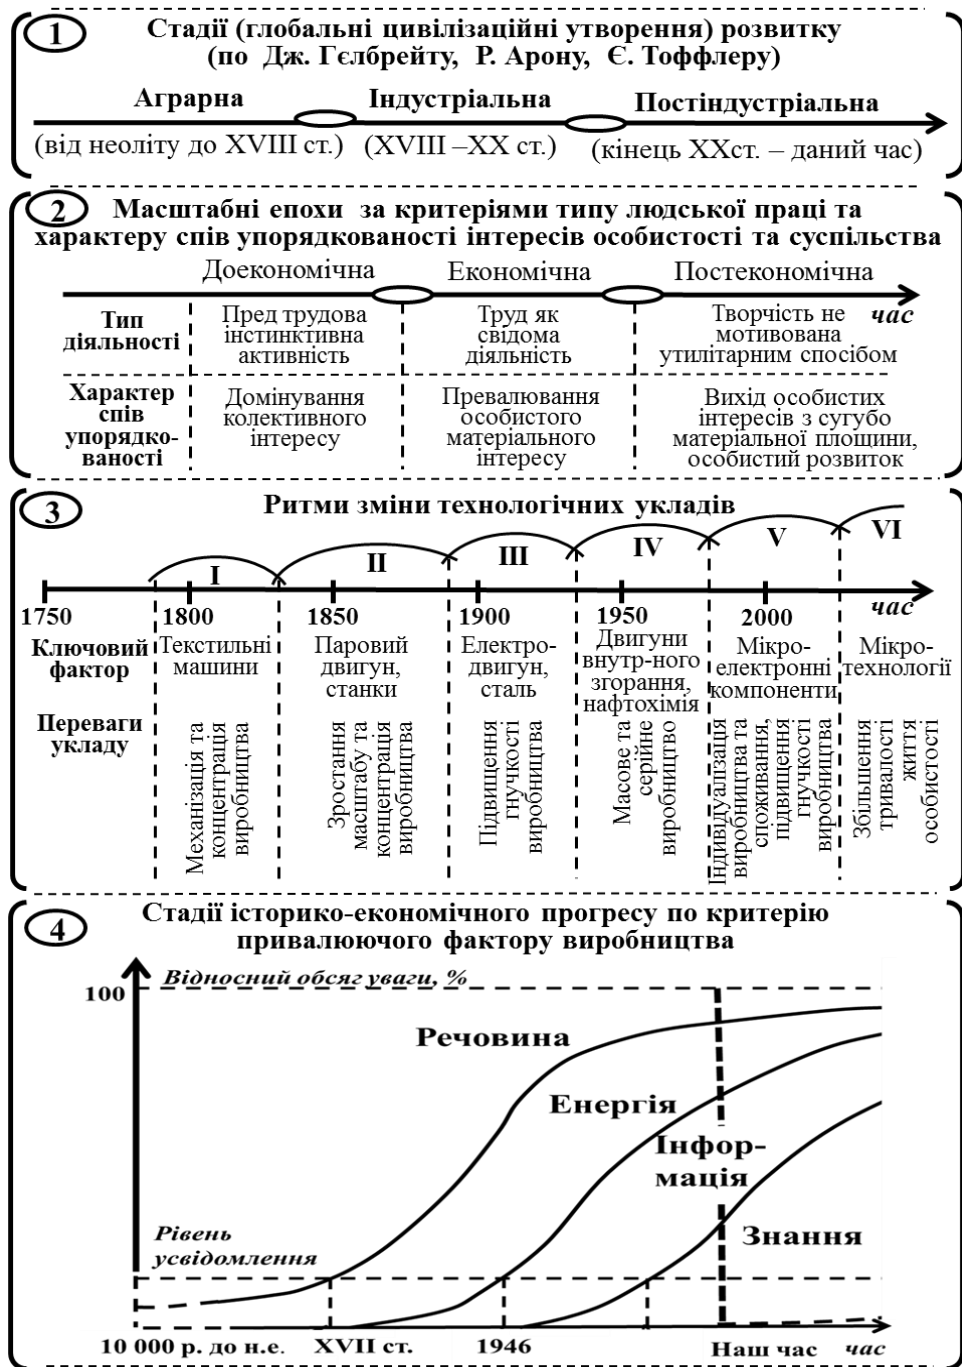 1
Стадії (глобальні цивілізаційні утворення) розвитку
(по Дж. Гєлбрейту, Р. Арону, Є. Тоффлеру)
Аграрна
Індустріальна
Постіндустріальна
(від неоліту до XVIII ст.)
(XVIII –XX ст.)
(кінець XXст. – даний час)
2
Масштабні епохи за критеріями типу людської праці та
характеру спів упорядкованості інтересів особистості та суспільства
Доекономічна
Економічна
Постекономічна
час
Тип
діяльності
Пред трудова
інстинктивна
активність
Труд як
свідома
діяльність
Творчість не
мотивована
утилітарним спосібом
Характер
спів
упорядко-
ваності
Домінування
колективного
інтересу
Превалювання
особистого
матеріального
інтересу
Вихід особистих
інтересів з сугубо
матеріальної площини,
особистий розвиток
3
Ритми зміни технологічних укладів
I
II
III
IV
V
VI
1750
1800
1850
1900
1950
2000
час
Ключовий
фактор
Текстильні
машини
Паровий
двигун,
станки
Електро-
двигун,
сталь
Двигуни
внутр-ного
згорання,
нафтохімія
Мікро-
електронні
компоненти
Мікро-
технології
Переваги
укладу
Механізація та
концентрація
виробництва
Зростання
масштабу та
концентрація
виробництва
Підвищення
гнучкості
виробництва
Масове та
серійне
виробництво
Індивідуалізація
виробництва та
споживання,
підвищення
гнучкості
виробництва
Збільшення
тривалості
життя
особистості
4
Стадії історико-економічного прогресу по критерію
привалюючого фактору виробництва
Відносний обсяг уваги, %
100
Речовина
Енергія
Інфор-
мація
Знання
Рівень
усвідомлення
10 000 р. до н.е.
XVII ст.
1946
Наш час
час